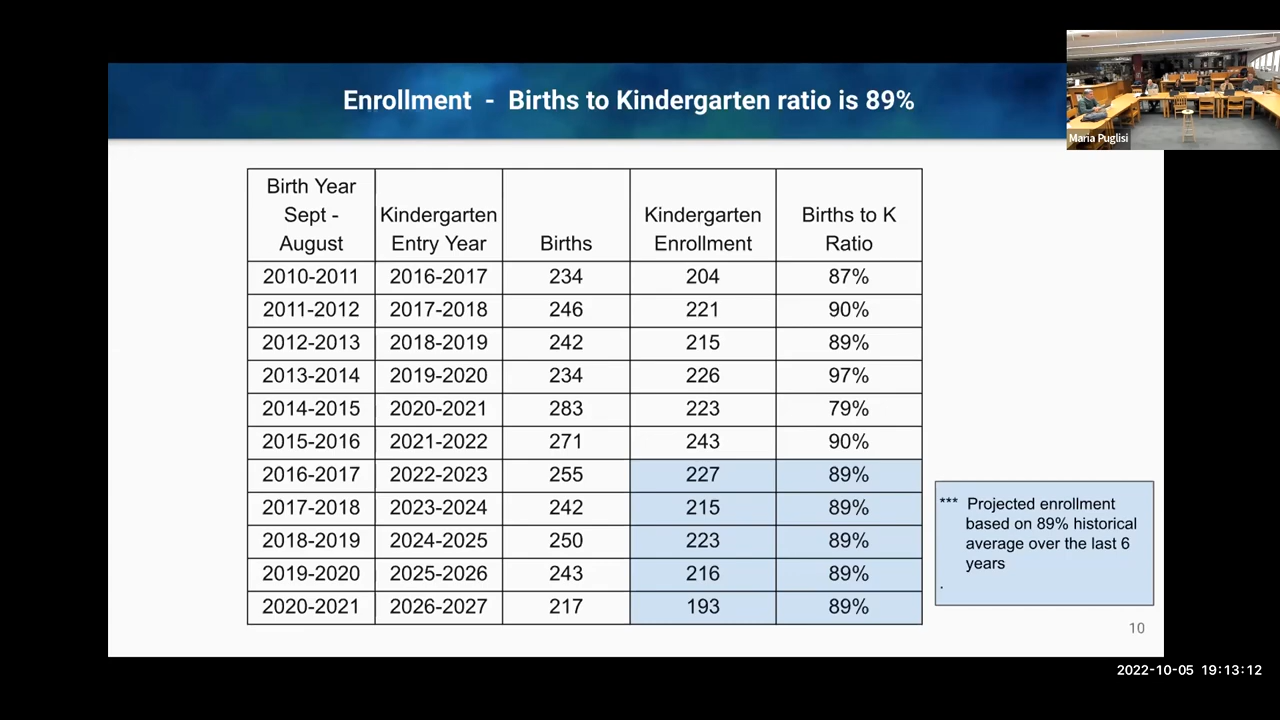 Enrollment - Births to Kindergarten ratio is 89%
Maria Puglisi
Birth Year
Sept -
August
Kindergarten
Entry Year
Births
Kindergarten
Enrollment
Births to K
Ratio
2010-2011 2016-2017 234 204 87%
2011-2012 2017-2018 246 221 90%
2012-2013 2018-2019 242 215 89%
2013-2014 2019-2020 234 226 97%
2014-2015 2020-2021 283 223 79%
2015-2016 2021-2022 271 243 90%
2016-2017 2022-2023 255 227 89%
2017-2018 2023-2024 242 215 89%
2018-2019 2024-2025 250 223 89%
2019-2020 2025-2026 243 216 89%
2020-2021 2026-2027 217 193 89%
*** Projected enrollment
based on 89% historical
average over the last 6
years
.
10
2022-10-05 19:13:12